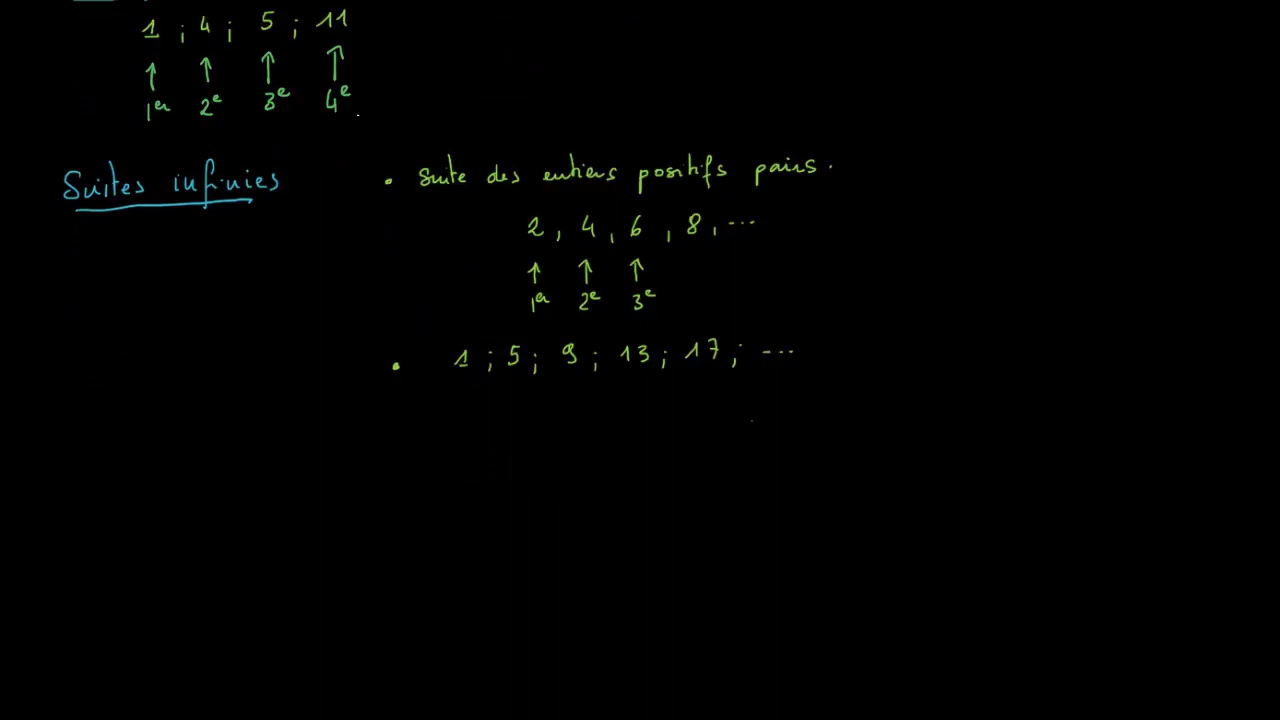 1 ; 4 ; 5 ; 11
↑ ↑ ↑ ↑
1er 2e 3e 4e
Suites infinies
• Suite des entiers positifs pairs.
2 , 4 , 6 , 8 , ...
↑ ↑ ↑
1er 2e 3e
• 1 ; 5 ; 9 ; 13 ; 17 ; ...